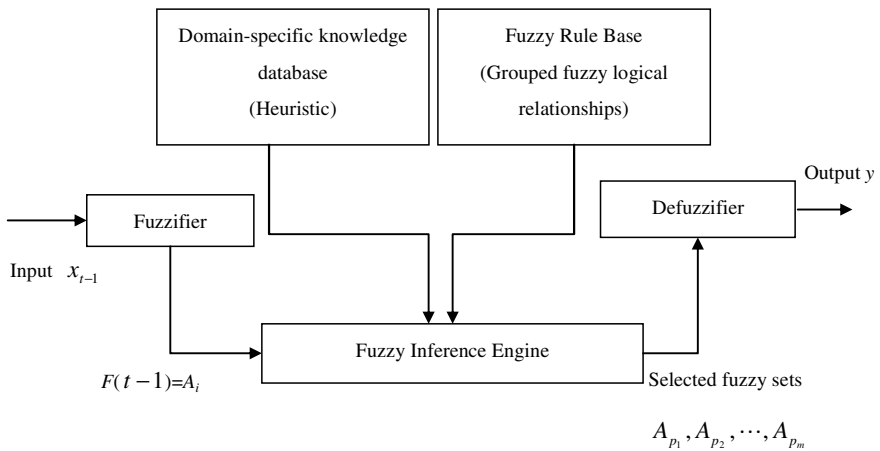 Domain-specific knowledge
database
(Heuristic)
Fuzzy Rule Base
(Grouped fuzzy logical
relationships)
Output y
Fuzzifier
Defuzzifier
Input x_{t-1}
Fuzzy Inference Engine
F(t-1)=A_i
Selected fuzzy sets
A_{p_1}, A_{p_2}, ⋯, A_{p_m}